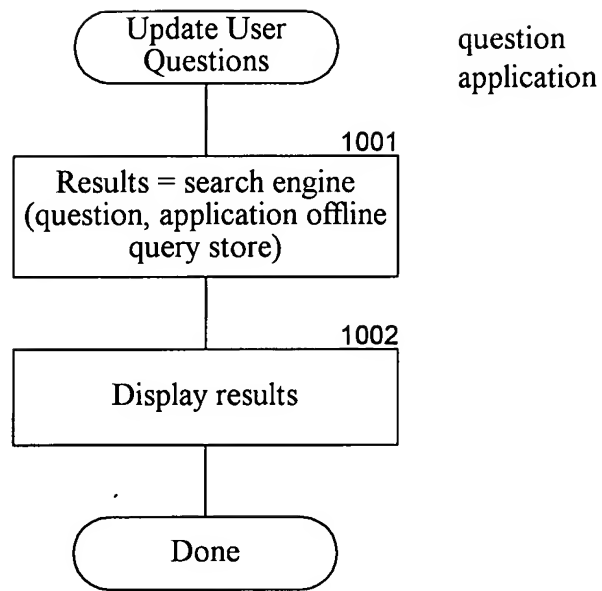 Update User
Questions
question
application
1001
Results = search engine
(question, application offline
query store)
1002
Display results
Done